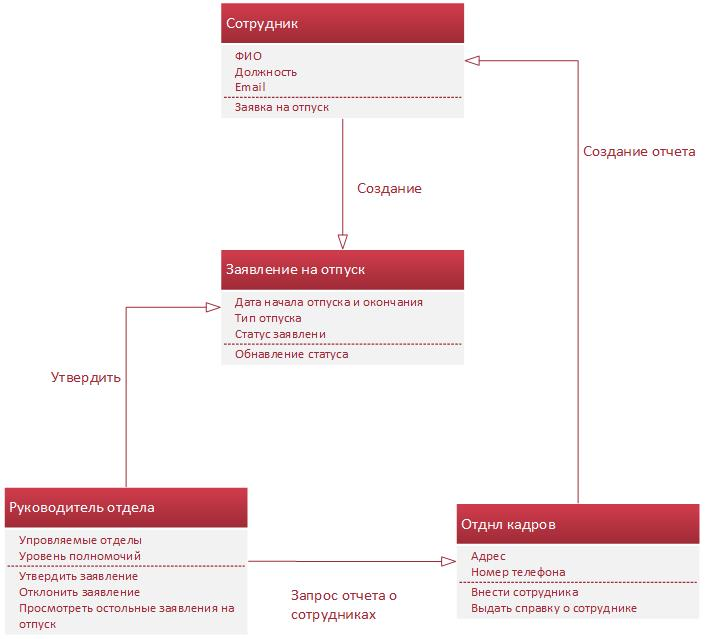 Сотрудник
ФИО
Должность
Email
Заявка на отпуск
Создание отчета
Создание
Заявление на отпуск
Дата начала отпуска и окончания
Тип отпуска
Статус заявлени
Обнавление статуса
Утвердить
Руководитель отдела
Упровляемые отделы
Уровень полномочий
Утвердить заявление
Отклонить заявление
Просмотреть остольные заявления на
отпуск
Запрос отчета о
сотрудниках
Отднл кадров
Адрес
Номер телефона
Внести сотрудника
Выдать справку о сотруднике